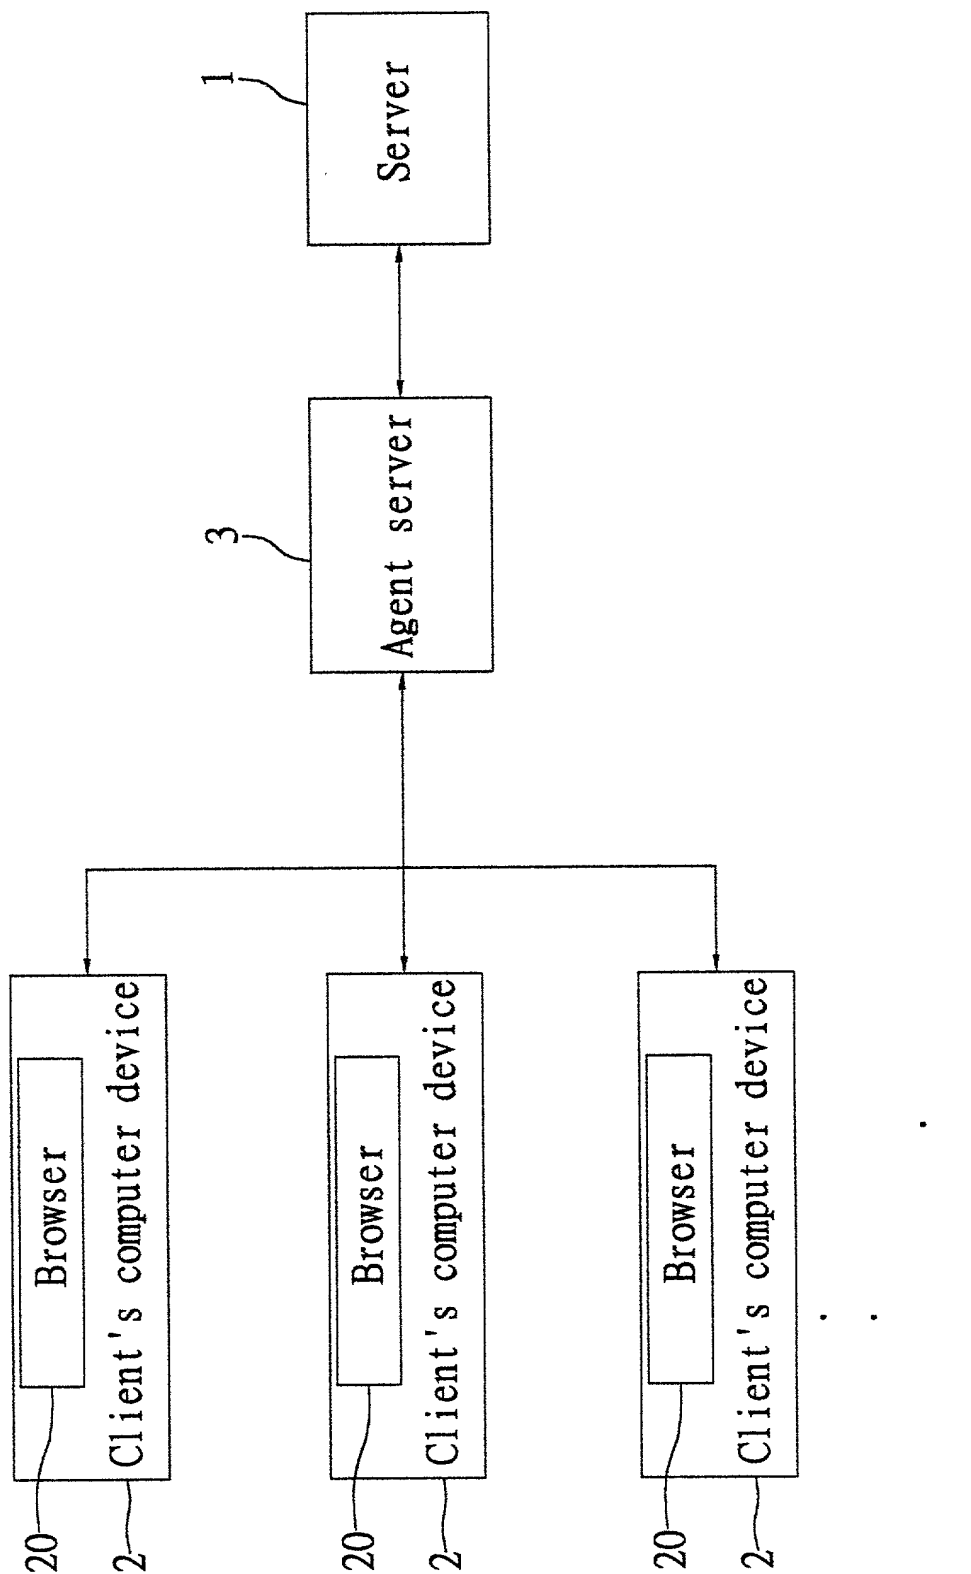 1
Server
3
Agent server
Browser
Client's computer device
20
2
Browser
Client's computer device
20
2
Browser
Client's computer device
20
2